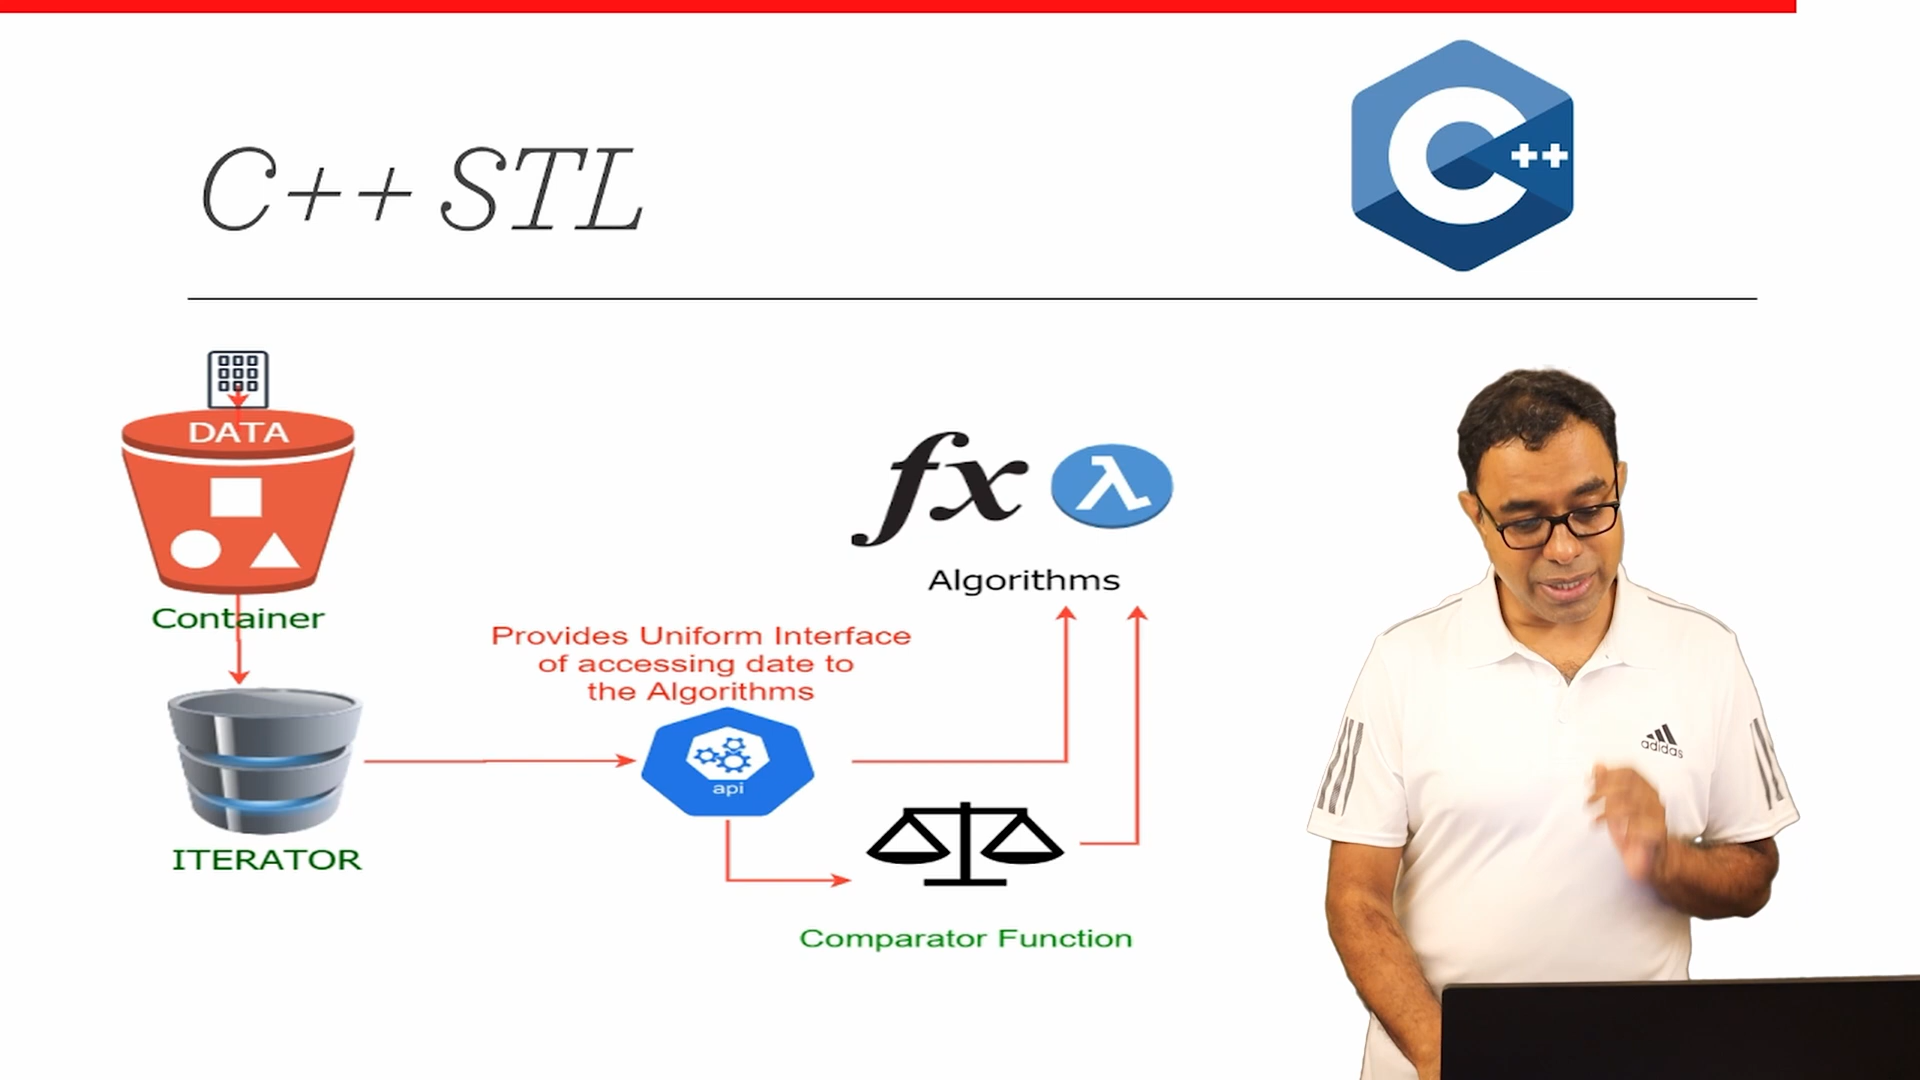 C++ STL
C++
DATA
Container
fx λ
Algorithms
Provides Uniform Interface
of accessing date to
the Algorithms
api
ITERATOR
Comparator Function
adidas